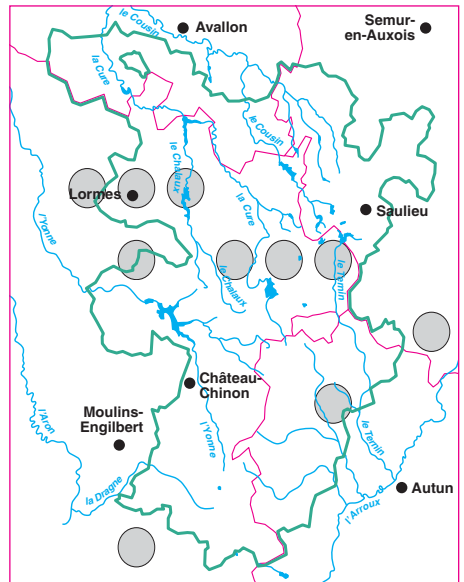 Avallon
Semur-
en-Auxois
le Cousin
la Cure
le Cousin
le Chalaux
Lormes
la Cure
Saulieu
l'Yonne
le Chalaux
le Ternin
Château-
Chinon
Moulins-
Engilbert
l'Aron
l'Yonne
le Ternin
la Dragne
Autun
l'Arroux